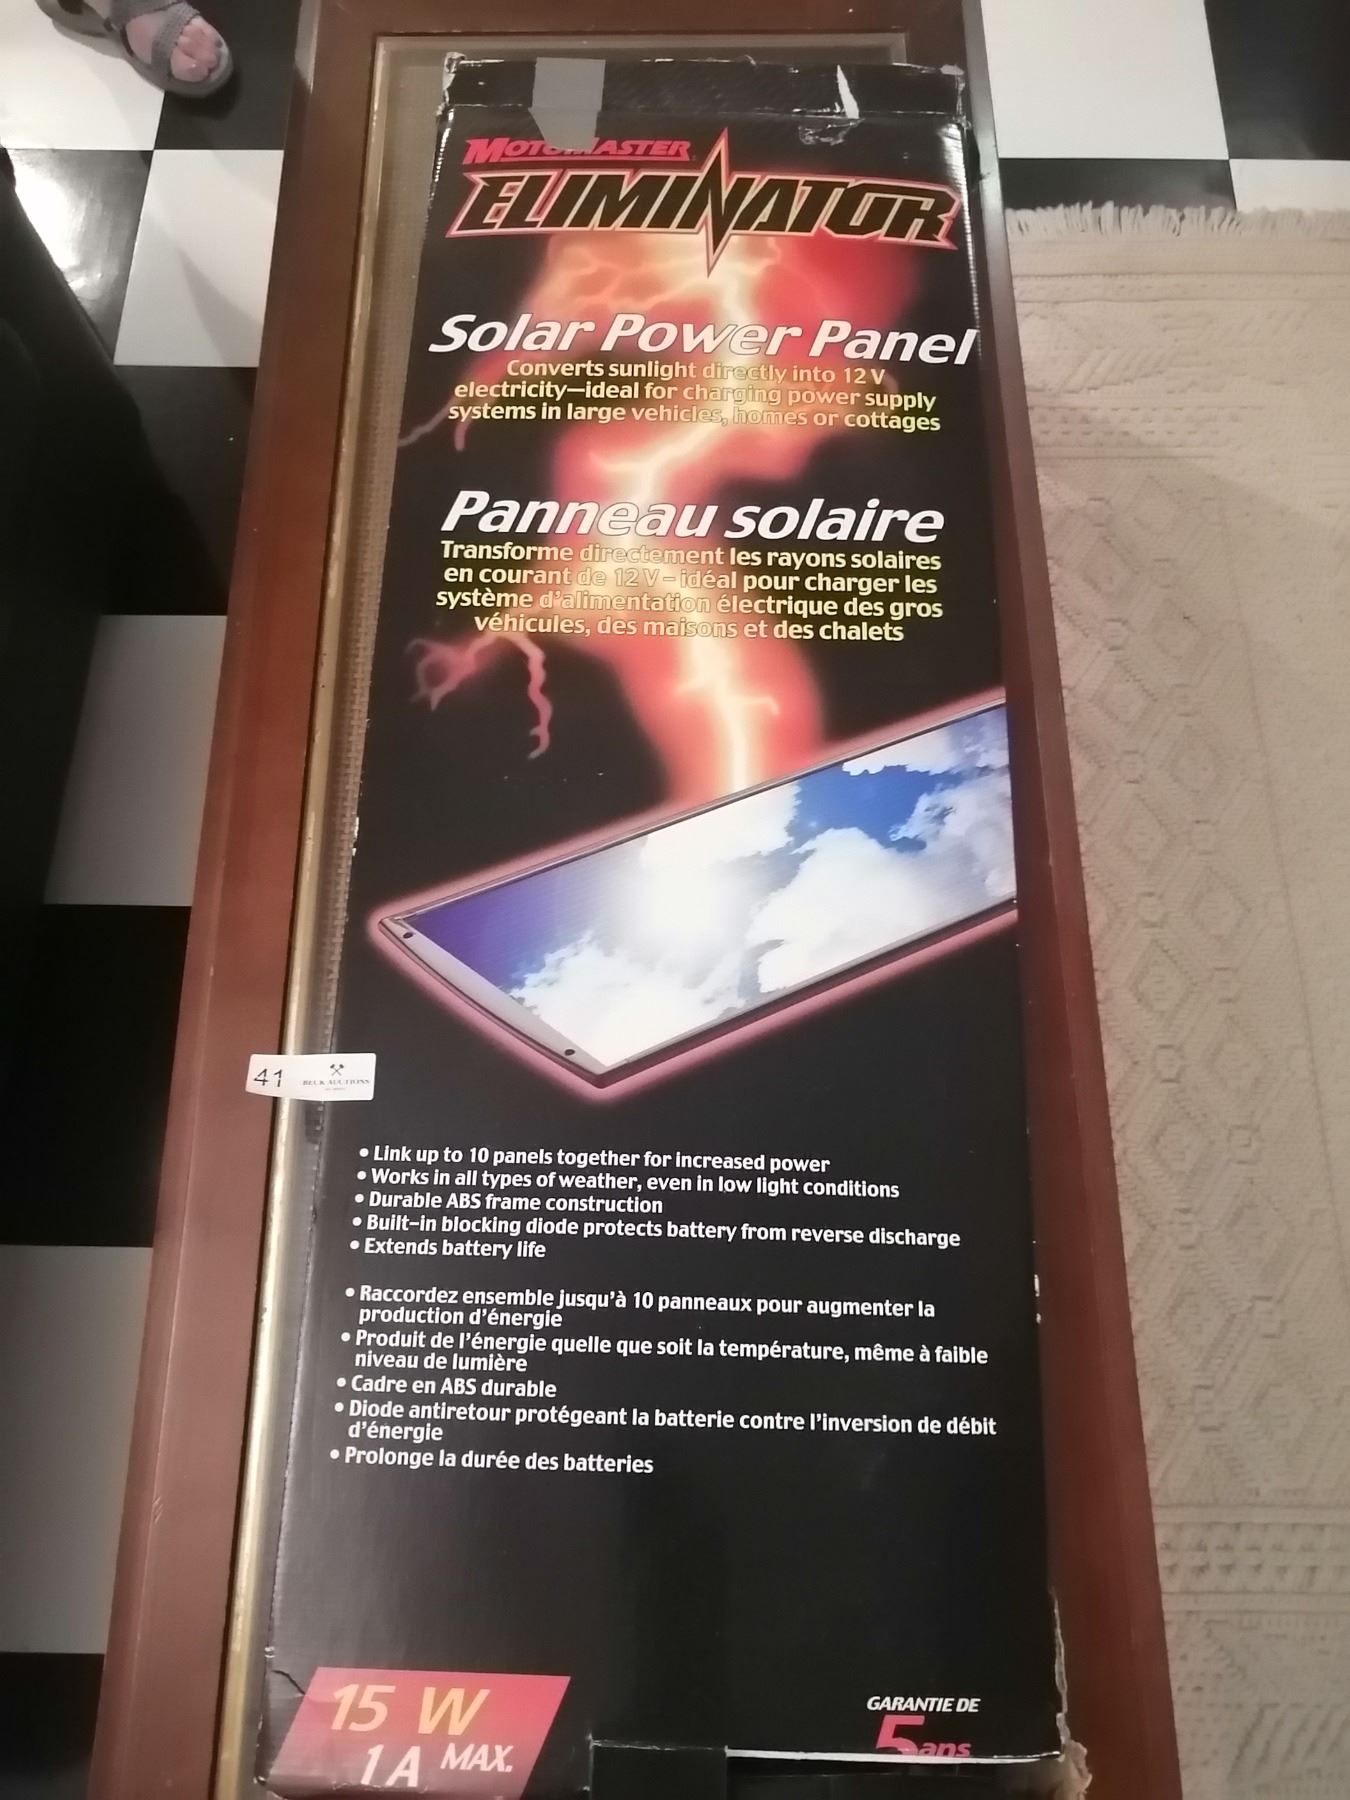 MOTOMASTER
ELIMINATOR
Solar Power Panel
Converts sunlight directly into 12 V
electricity—ideal for charging power supply
systems in large vehicles, homes or cottages
Panneau solaire
Transforme directement les rayons solaires
en courant de 12 V – idéal pour charger les
système d'alimentation électrique des gros
véhicules, des maisons et des chalets
41
BECK AUCTIONS
• Link up to 10 panels together for increased power
• Works in all types of weather, even in low light conditions
• Durable ABS frame construction
• Built-in blocking diode protects battery from reverse discharge
• Extends battery life
• Raccordez ensemble jusqu'à 10 panneaux pour augmenter la
production d'énergie
• Produit de l'énergie quelle que soit la température, même à faible
niveau de lumière
• Cadre en ABS durable
• Diode antiretour protégeant la batterie contre l'inversion de débit
d'énergie
• Prolonge la durée des batteries
15 W
1 A MAX.
GARANTIE DE
5 ans